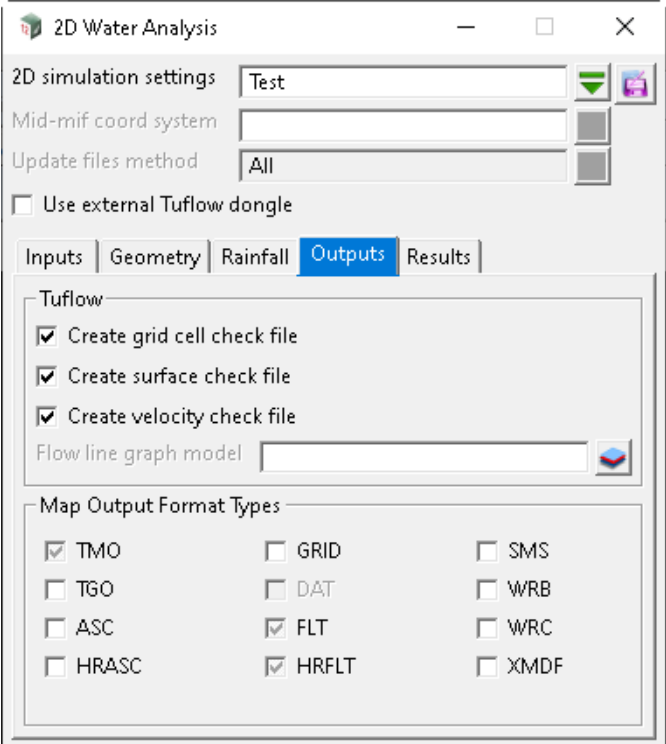 2D Water Analysis
2D simulation settings Test
Mid-mif coord system
Update files method All
Use external Tuflow dongle
Inputs Geometry Rainfall Outputs Results
Tuflow
Create grid cell check file
Create surface check file
Create velocity check file
Flow line graph model
Map Output Format Types
TMO GRID SMS
TGO DAT WRB
ASC FLT WRC
HRASC HRFLT XMDF